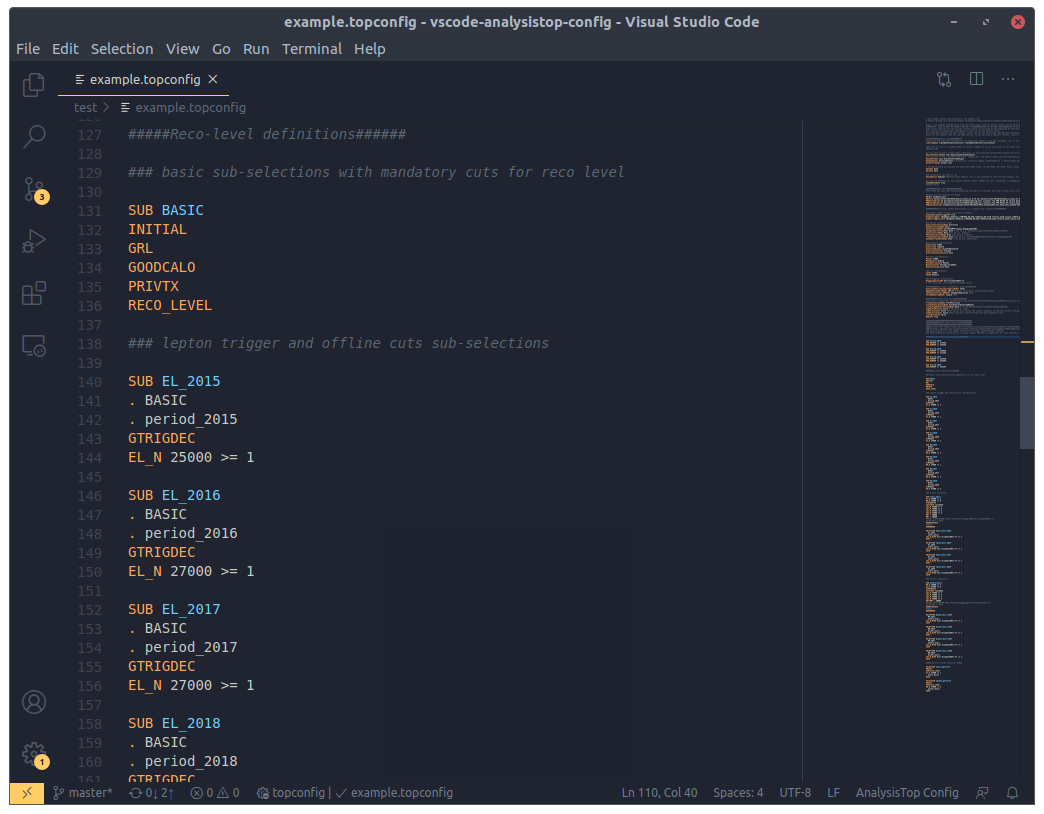 example.topconfig - vscode-analysistop-config - Visual Studio Code
File Edit Selection View Go Run Terminal Help
example.topconfig
test > example.topconfig
127 #####Reco-level definitions######
128
129 ### basic sub-selections with mandatory cuts for reco level
130
131 SUB BASIC
132 INITIAL
133 GRL
134 GOODCALO
135 PRIVTX
136 RECO_LEVEL
137
138 ### lepton trigger and offline cuts sub-selections
139
140 SUB EL_2015
141 . BASIC
142 . period_2015
143 GTRIGDEC
144 EL_N 25000 >= 1
145
146 SUB EL_2016
147 . BASIC
148 . period_2016
149 GTRIGDEC
150 EL_N 27000 >= 1
151
152 SUB EL_2017
153 . BASIC
154 . period_2017
155 GTRIGDEC
156 EL_N 27000 >= 1
157
158 SUB EL_2018
159 . BASIC
160 . period_2018
161 GTRIGDEC
3
1
master* 0↓ 2↑ 0 0 topconfig | ✓ example.topconfig Ln 110, Col 40 Spaces: 4 UTF-8 LF AnalysisTop Config